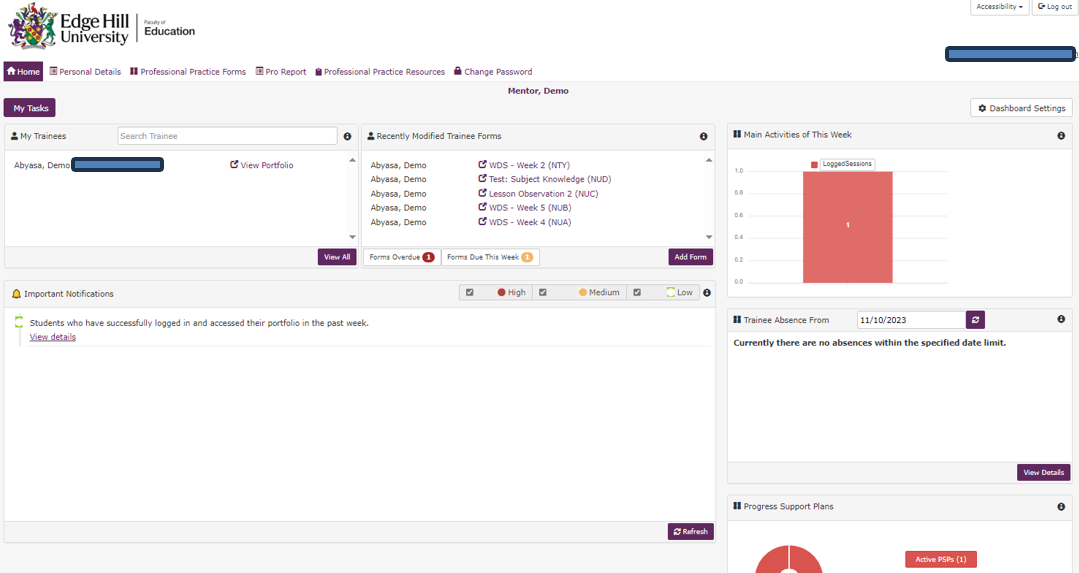 Edge Hill
University
Faculty of
Education
Accessibility
Log out
Home
Personal Details
Professional Practice Forms
Pro Report
Professional Practice Resources
Change Password
Mentor, Demo
My Tasks
Dashboard Settings
My Trainees
Search Trainee
Abyasa, Demo
View Portfolio
View All
Recently Modified Trainee Forms
Abyasa, Demo WDS - Week 2 (NTY)
Abyasa, Demo Test: Subject Knowledge (NUD)
Abyasa, Demo Lesson Observation 2 (NUC)
Abyasa, Demo WDS - Week 5 (NUB)
Abyasa, Demo WDS - Week 4 (NUA)
Forms Overdue 1
Forms Due This Week 1
Add Form
Main Activities of This Week
LoggedSessions
1.0
0.8
0.6
0.4
0.2
0.0
1
Important Notifications
High
Medium
Low
Students who have successfully logged in and accessed their portfolio in the past week.
View details
Refresh
Trainee Absence From
11/10/2023
Currently there are no absences within the specified date limit.
View Details
Progress Support Plans
Active PSPs (1)